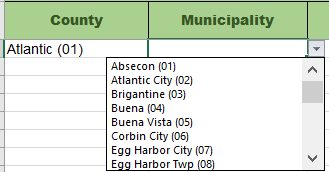 County Municipality
Atlantic (01)
Absecon (01)
Atlantic City (02)
Brigantine (03)
Buena (04)
Buena Vista (05)
Corbin City (06)
Egg Harbor City (07)
Egg Harbor Twp (08)